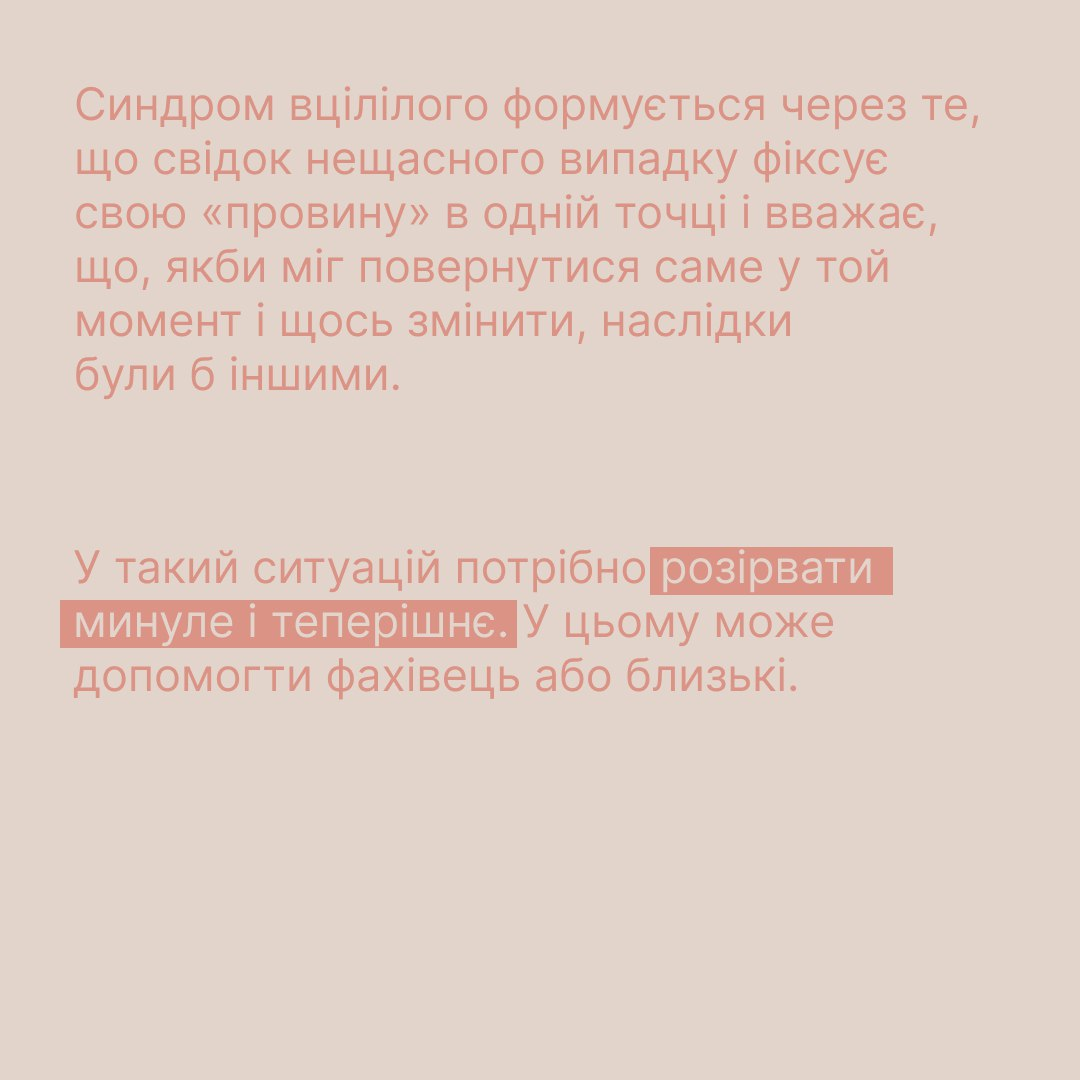 Синдром вцілілого формується через те,
що свідок нещасного випадку фіксує
свою «провину» в одній точці і вважає,
що, якби міг повернутися саме у той
момент і щось змінити, наслідки
були б іншими.
У такий ситуацій потрібно розірвати
минуле і теперішнє. У цьому може
допомогти фахівець або близькі.